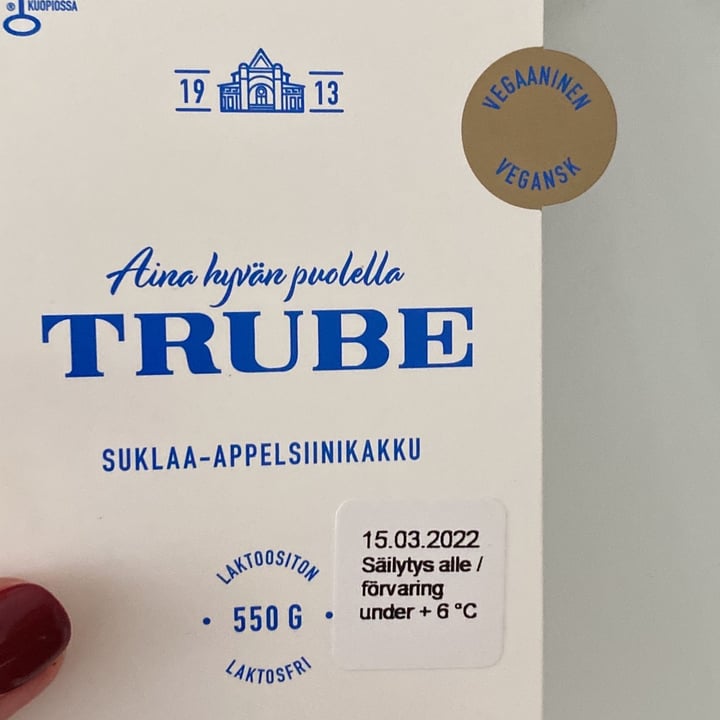 ® KUOPIOSSA
19 13
VEGAANINEN
VEGANSK
Aina hyvän puolella
TRUBE
SUKLAA-APPELSIINIKAKKU
LAKTOOSITON
• 550 G •
LAKTOSFRI
15.03.2022
Säilytys alle /
förvaring
under + 6 °C